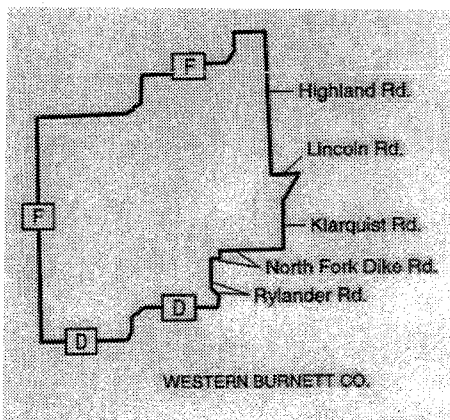 F
Highland Rd.
Lincoln Rd.
F
Klarquist Rd.
North Fork Dike Rd.
Rylander Rd.
D
D
WESTERN BURNETT CO.